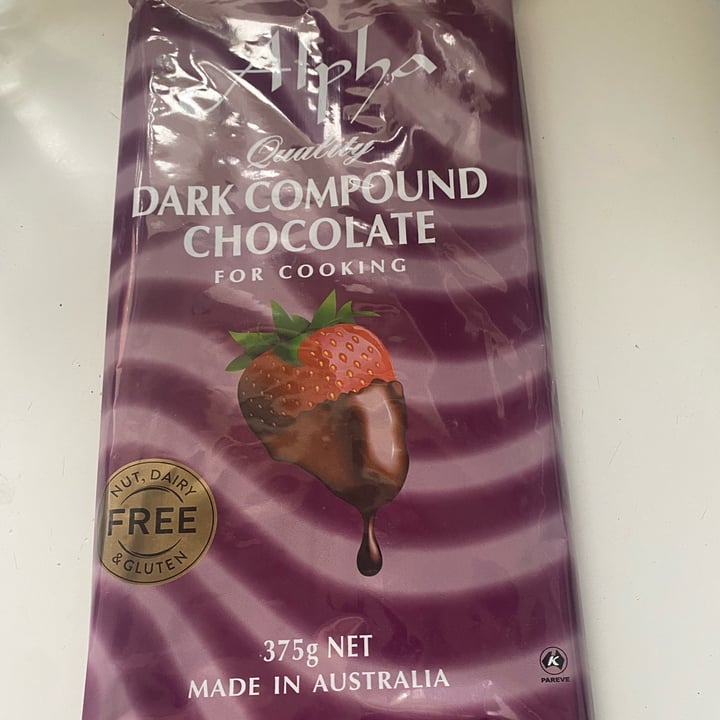 Alpha
Quality
DARK COMPOUND
CHOCOLATE
FOR COOKING
NUT, DAIRY
FREE
& GLUTEN
375g NET
MADE IN AUSTRALIA
K
PAREVE